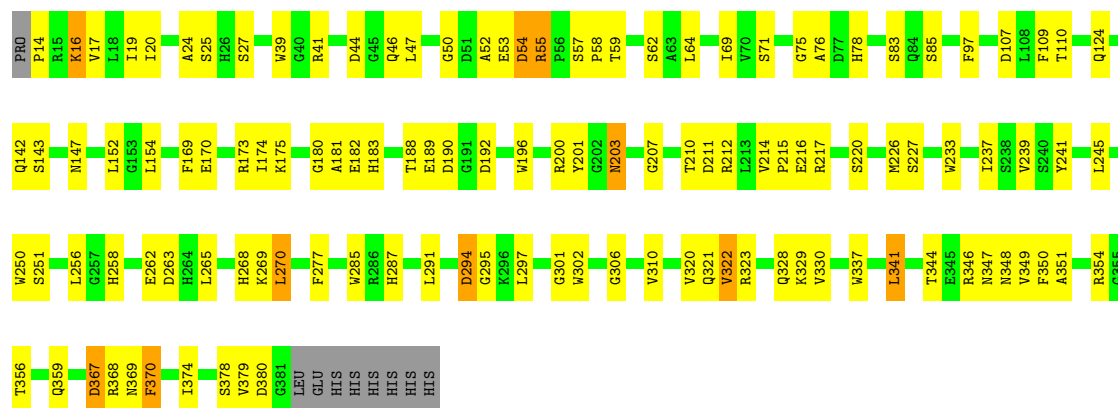 PRO P14 R15 K16 V17 L18 I19 I20 A24 S25 H26 S27 W39 G40 R41 D44 G45 Q46 L47 G50 D51 A52 E53 D54 R55 P56 S57 P58 T59 S62 A63 L64 I69 V70 S71 G75 A76 D77 H78 S83 Q84 S85 F97 D107 L108 F109 T110 Q124
Q142 S143 N147 L152 G153 L154 F169 E170 R173 I174 K175 G180 A181 E182 H183 T188 E189 D190 G191 D192 W196 R200 Y201 G202 N203 G207 T210 D211 R212 L213 V214 P215 E216 R217 S220 M226 S227 W233 I237 S238 V239 S240 Y241 L245
W250 S251 L256 G257 H258 E262 D263 H264 L265 H268 K269 L270 F277 W285 R286 H287 L291 D294 G295 K296 L297 G301 W302 G306 V310 V320 Q321 V322 R323 Q328 K329 V330 W337 L341 T344 E345 R346 N347 N348 V349 F350 A351 R354 G355
T356 Q359 D367 R368 N369 F370 I374 S378 V379 D380 G381 LEU GLU HIS HIS HIS HIS HIS HIS